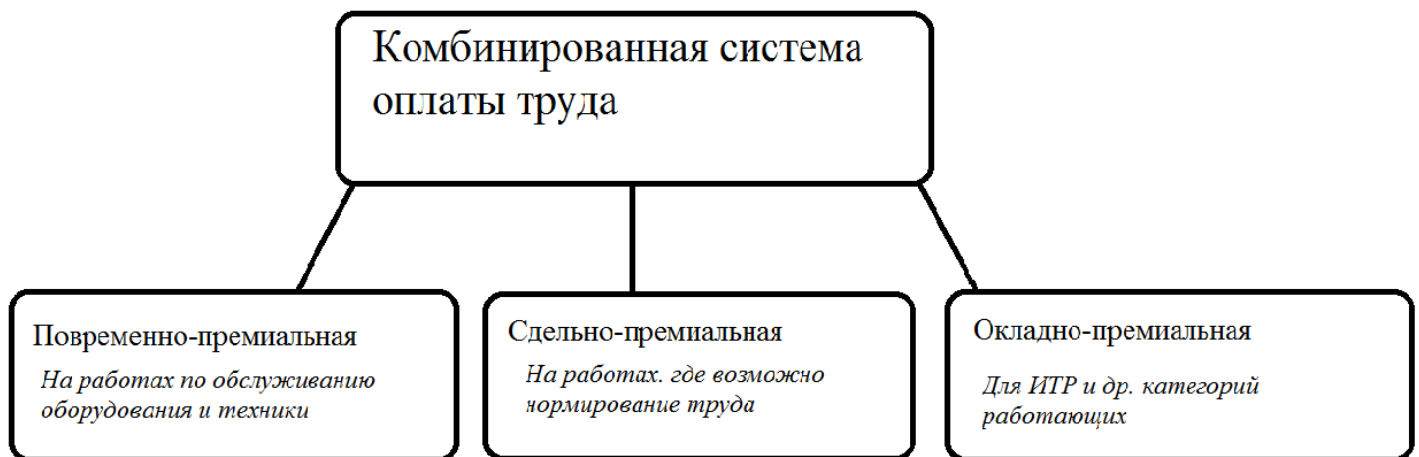 Комбинированная система
оплаты труда
Повременно-премиальная
На работах по обслуживанию
оборудования и техники
Сдельно-премиальная
На работах. где возможно
нормирование труда
Окладно-премиальная
Для ИТР и др. категорий
работающих